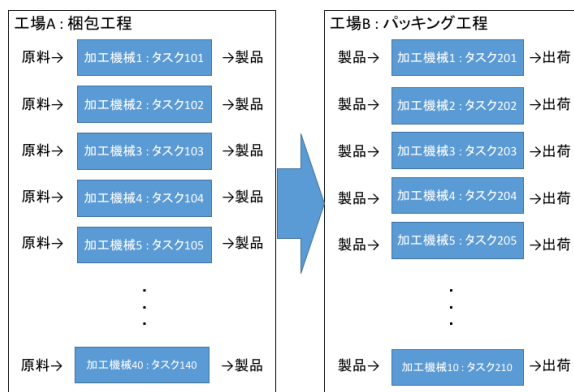 工場A : 梱包工程
原料→ 加工機械1 : タスク101 →製品
原料→ 加工機械2 : タスク102 →製品
原料→ 加工機械3 : タスク103 →製品
原料→ 加工機械4 : タスク104 →製品
原料→ 加工機械5 : タスク105 →製品
・
・
・
原料→ 加工機械40 : タスク140 →製品
工場B : パッキング工程
製品→ 加工機械1 : タスク201 →出荷
製品→ 加工機械2 : タスク202 →出荷
製品→ 加工機械3 : タスク203 →出荷
製品→ 加工機械4 : タスク204 →出荷
製品→ 加工機械5 : タスク205 →出荷
・
・
・
製品→ 加工機械10 : タスク210 →出荷